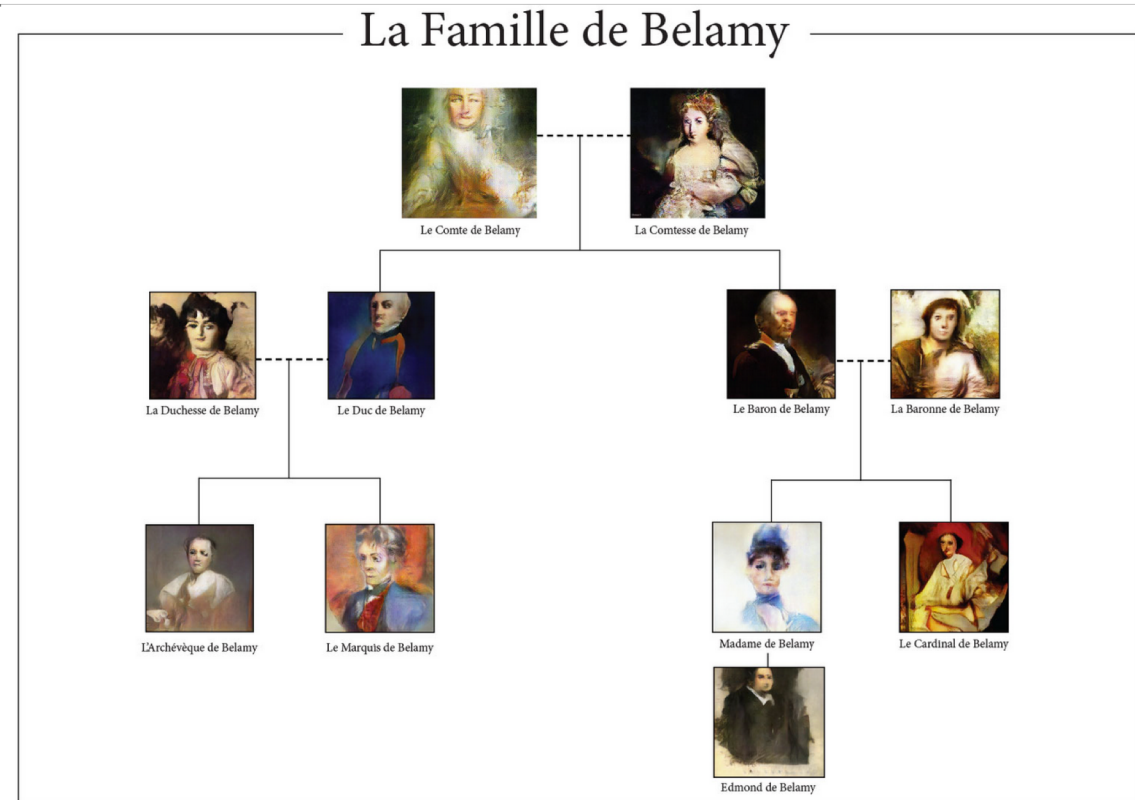 La Famille de Belamy
Le Comte de Belamy
La Comtesse de Belamy
La Duchesse de Belamy
Le Duc de Belamy
Le Baron de Belamy
La Baronne de Belamy
L'Archévèque de Belamy
Le Marquis de Belamy
Madame de Belamy
Le Cardinal de Belamy
Edmond de Belamy